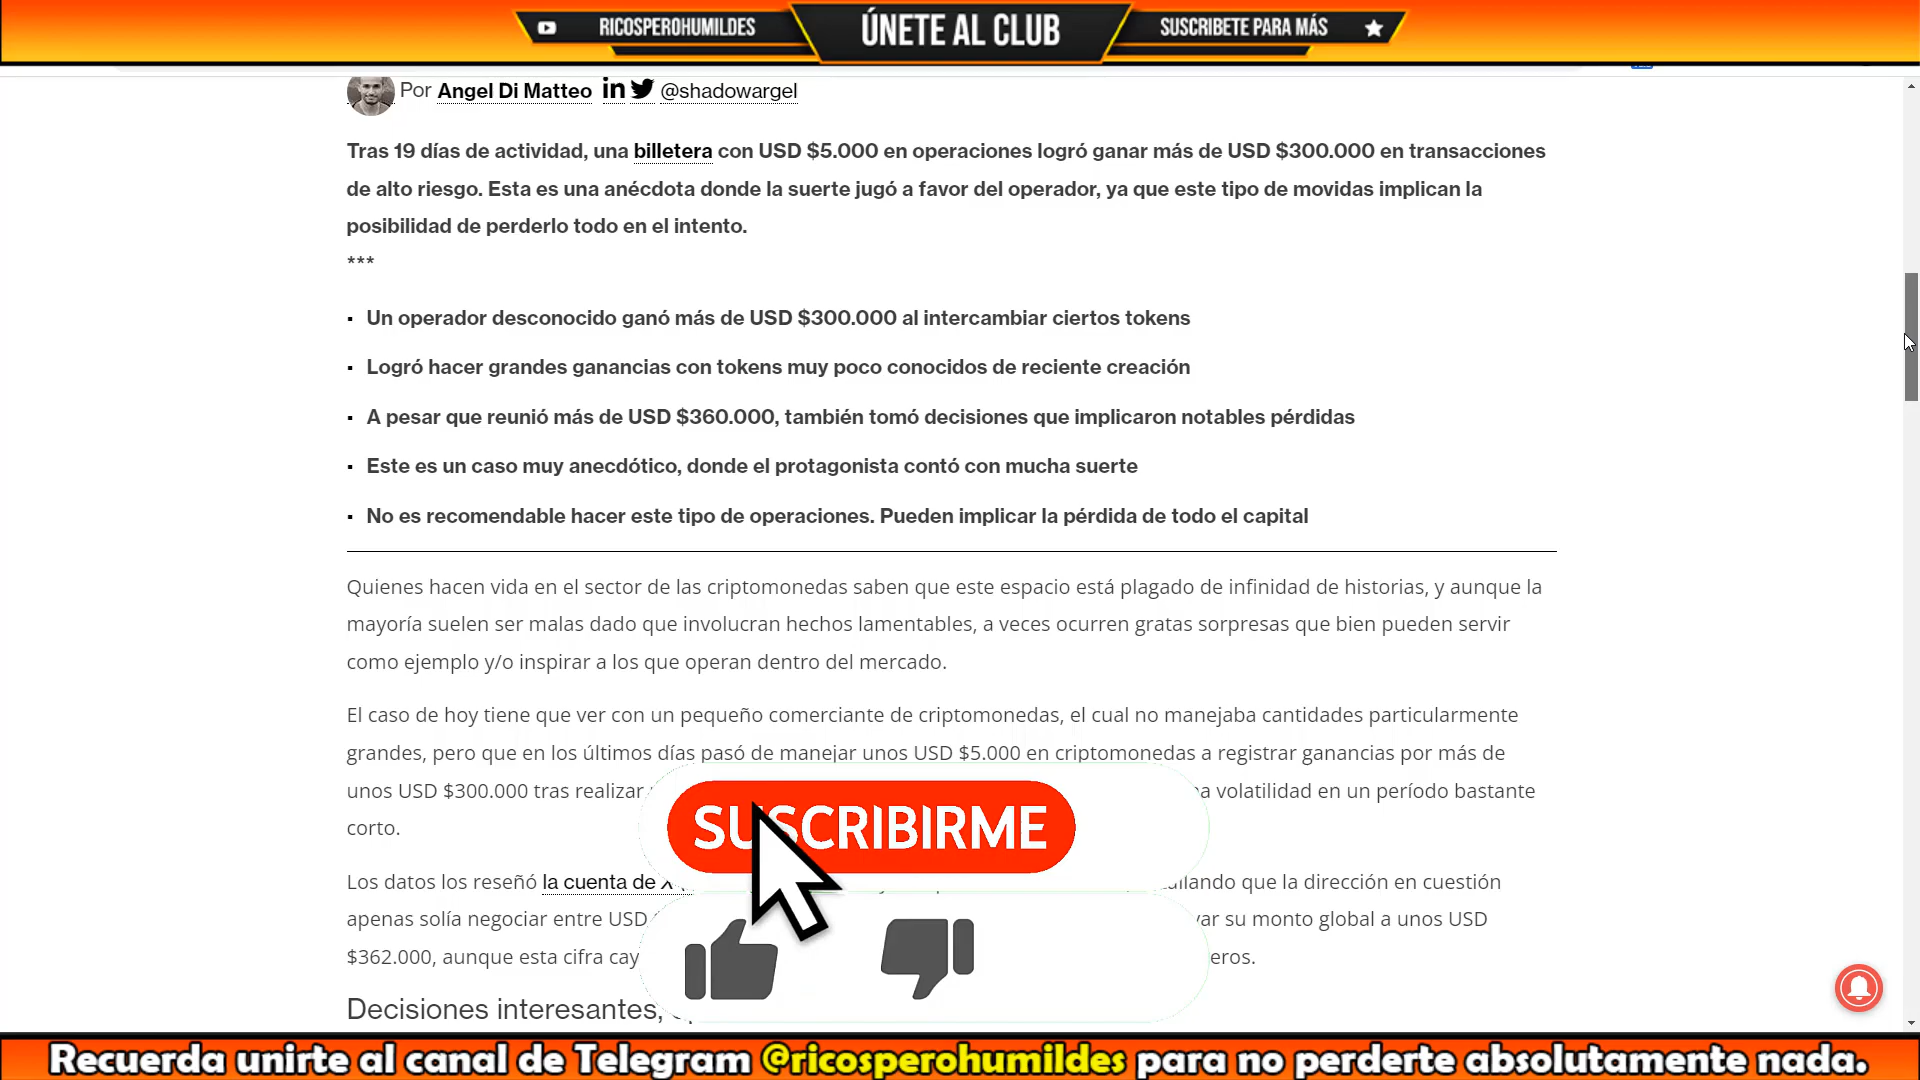 RICOSPEROHUMILDES
ÚNETE AL CLUB
SUSCRIBETE PARA MÁS
Por Angel Di Matteo in @shadowargel
Tras 19 días de actividad, una billetera con USD $5.000 en operaciones logró ganar más de USD $300.000 en transacciones
de alto riesgo. Esta es una anécdota donde la suerte jugó a favor del operador, ya que este tipo de movidas implican la
posibilidad de perderlo todo en el intento.
***
▪ Un operador desconocido ganó más de USD $300.000 al intercambiar ciertos tokens
▪ Logró hacer grandes ganancias con tokens muy poco conocidos de reciente creación
▪ A pesar que reunió más de USD $360.000, también tomó decisiones que implicaron notables pérdidas
▪ Este es un caso muy anecdótico, donde el protagonista contó con mucha suerte
▪ No es recomendable hacer este tipo de operaciones. Pueden implicar la pérdida de todo el capital
Quienes hacen vida en el sector de las criptomonedas saben que este espacio está plagado de infinidad de historias, y aunque la
mayoría suelen ser malas dado que involucran hechos lamentables, a veces ocurren gratas sorpresas que bien pueden servir
como ejemplo y/o inspirar a los que operan dentro del mercado.
El caso de hoy tiene que ver con un pequeño comerciante de criptomonedas, el cual no manejaba cantidades particularmente
grandes, pero que en los últimos días pasó de manejar unos USD $5.000 en criptomonedas a registrar ganancias por más de
unos USD $300.000 tras realizar volatilidad en un período bastante
corto.
SUSCRIBIRME
Los datos los reseñó la cuenta de X que la dirección en cuestión
apenas solía negociar entre USD su monto global a unos USD
$362.000, aunque esta cifra
Decisiones interesantes,
Recuerda unirte al canal de Telegram @ricosperohumildes para no perderte absolutamente nada.